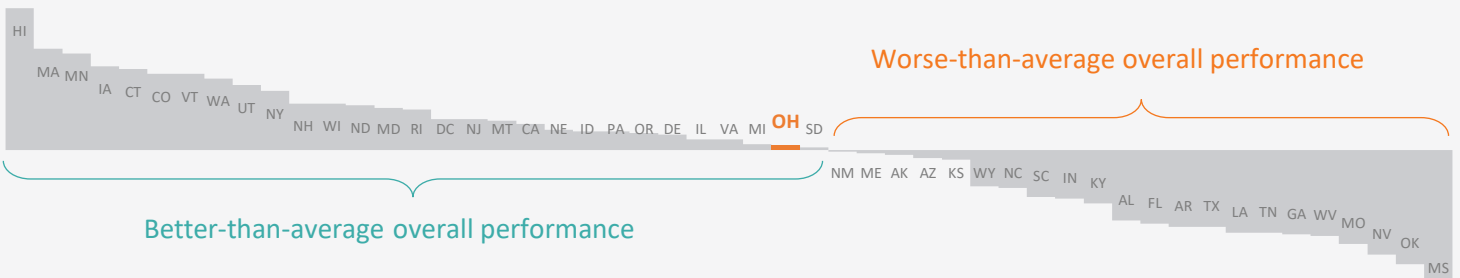 HI
MA MN IA CT CO VT WA UT NY NH WI ND MD RI DC NJ MT CA NE ID PA OR DE IL VA MI OH SD
Worse-than-average overall performance
NM ME AK AZ KS WY NC SC IN KY AL FL AR TX LA TN GA WV MO NV OK MS
Better-than-average overall performance